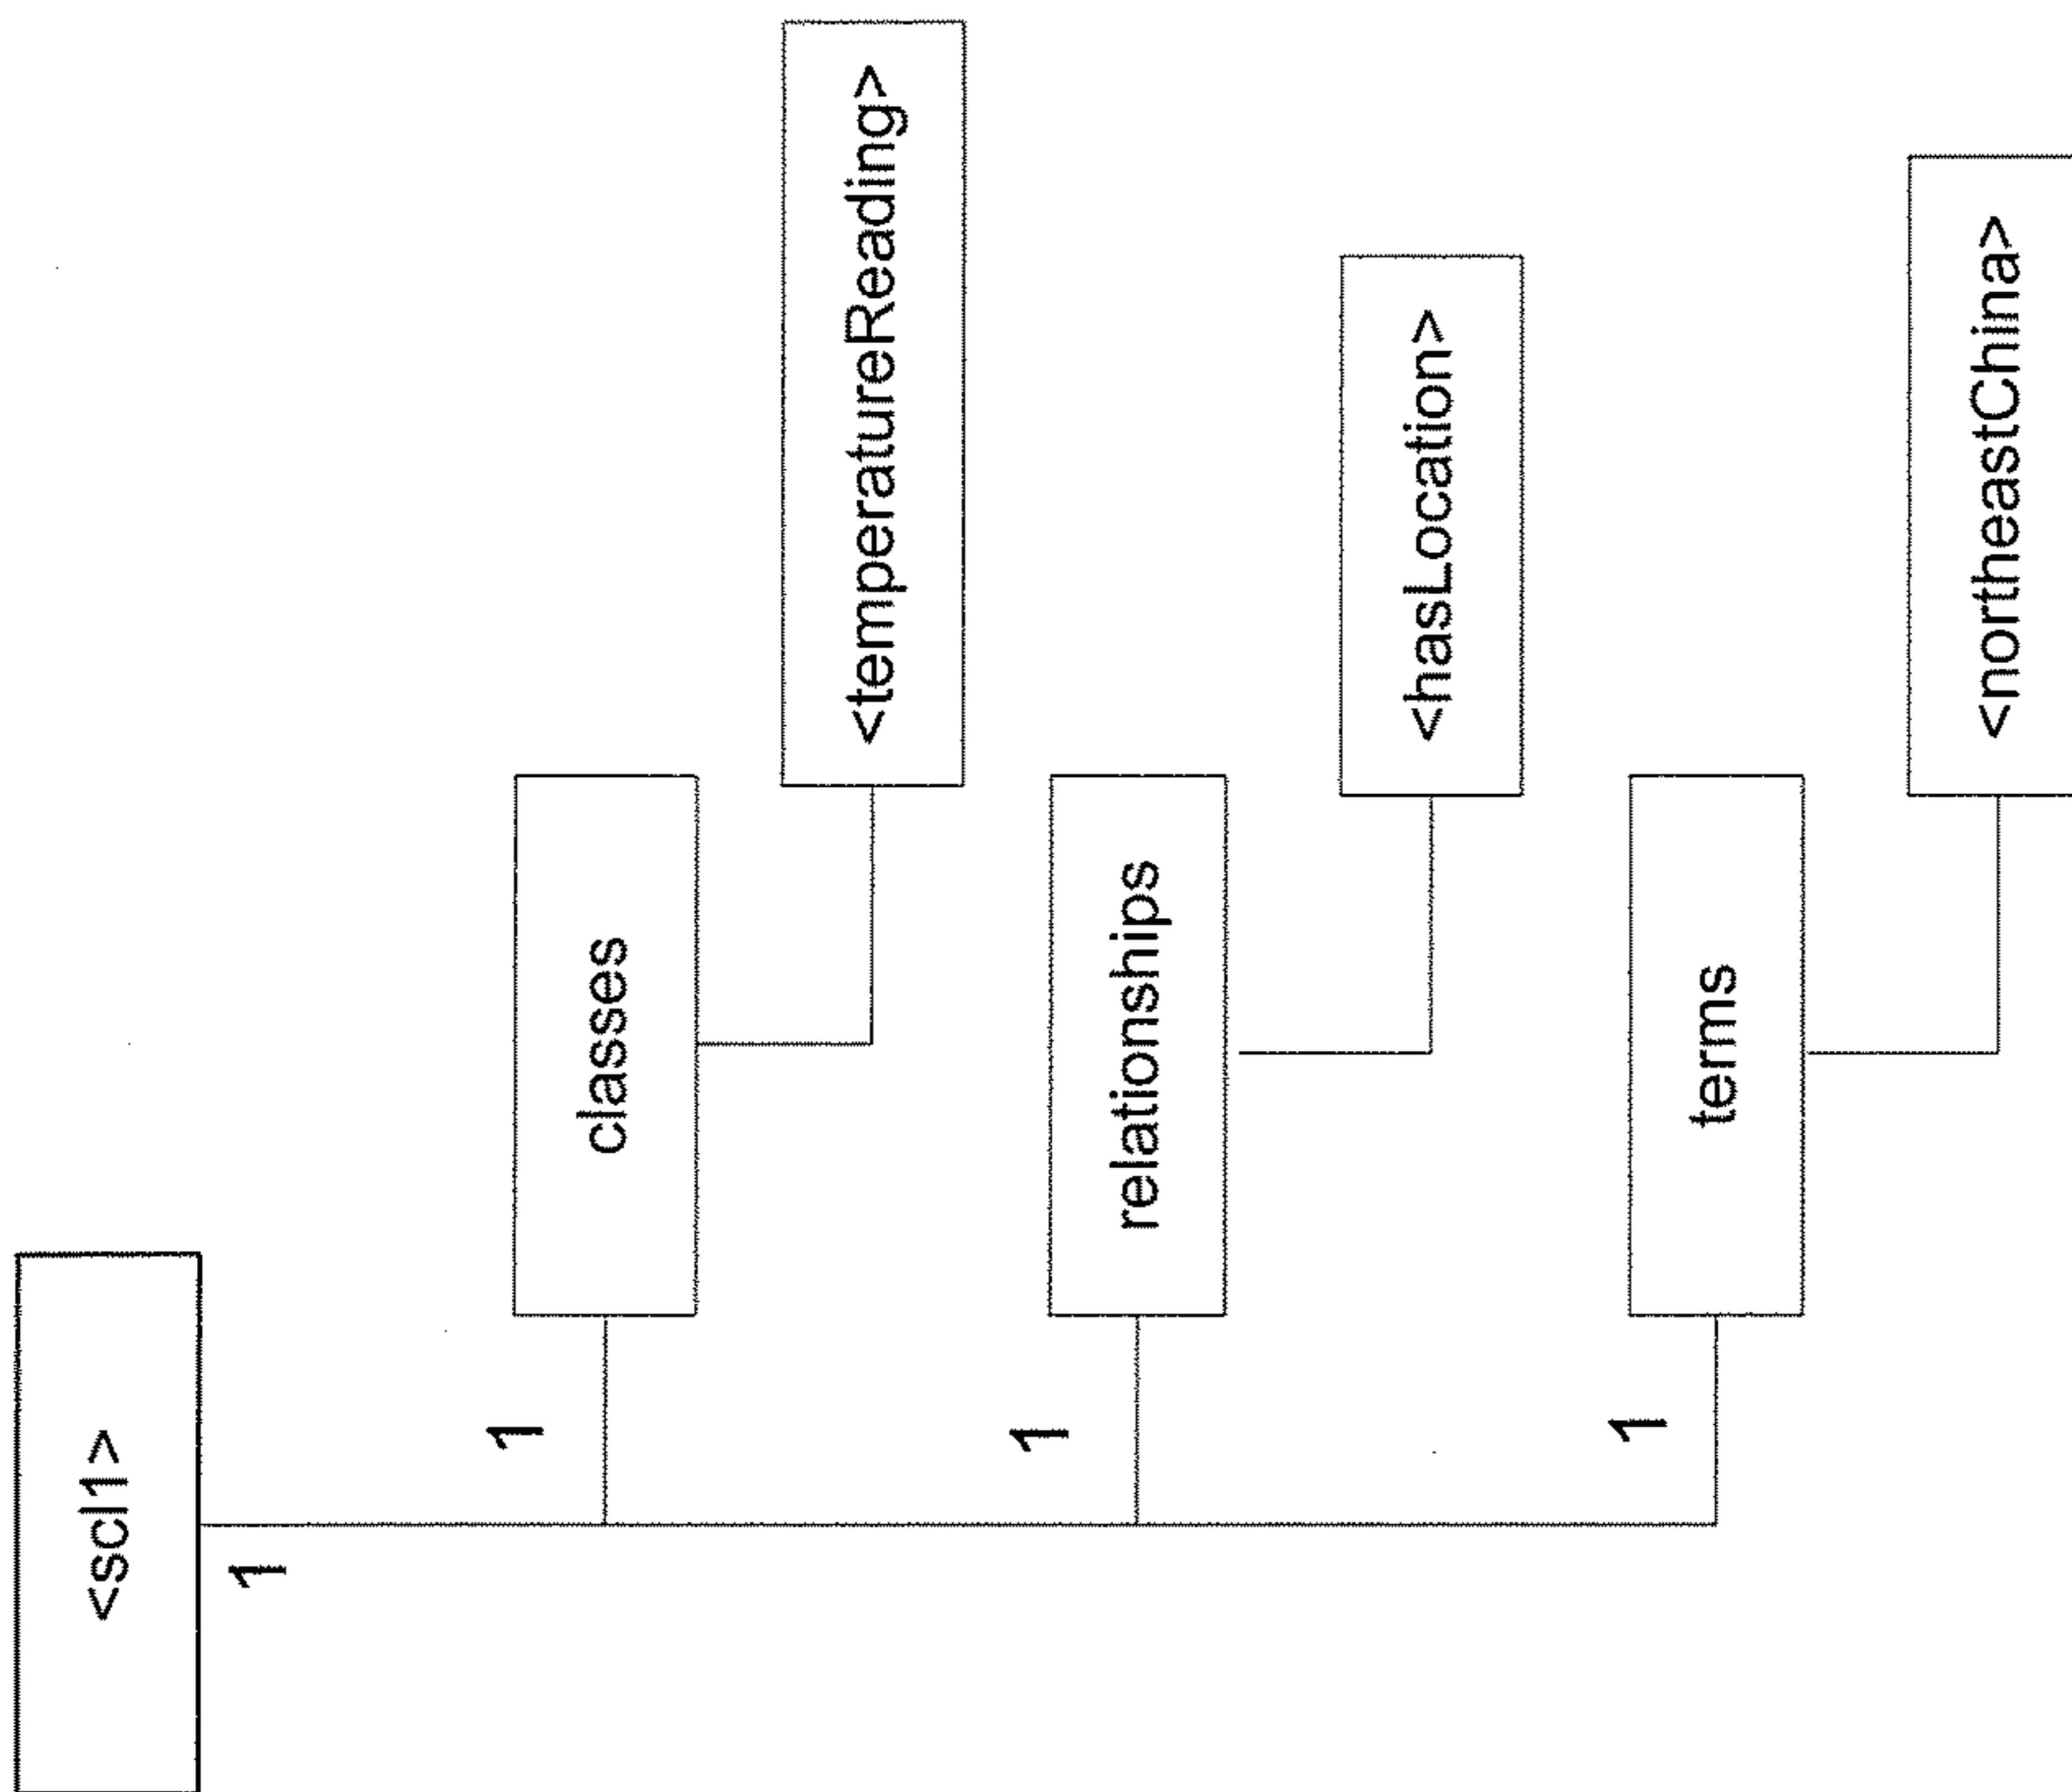 <scl1>
1
1
classes
<temperatureReading>
1
relationships
<hasLocation>
1
terms
<northeastChina>